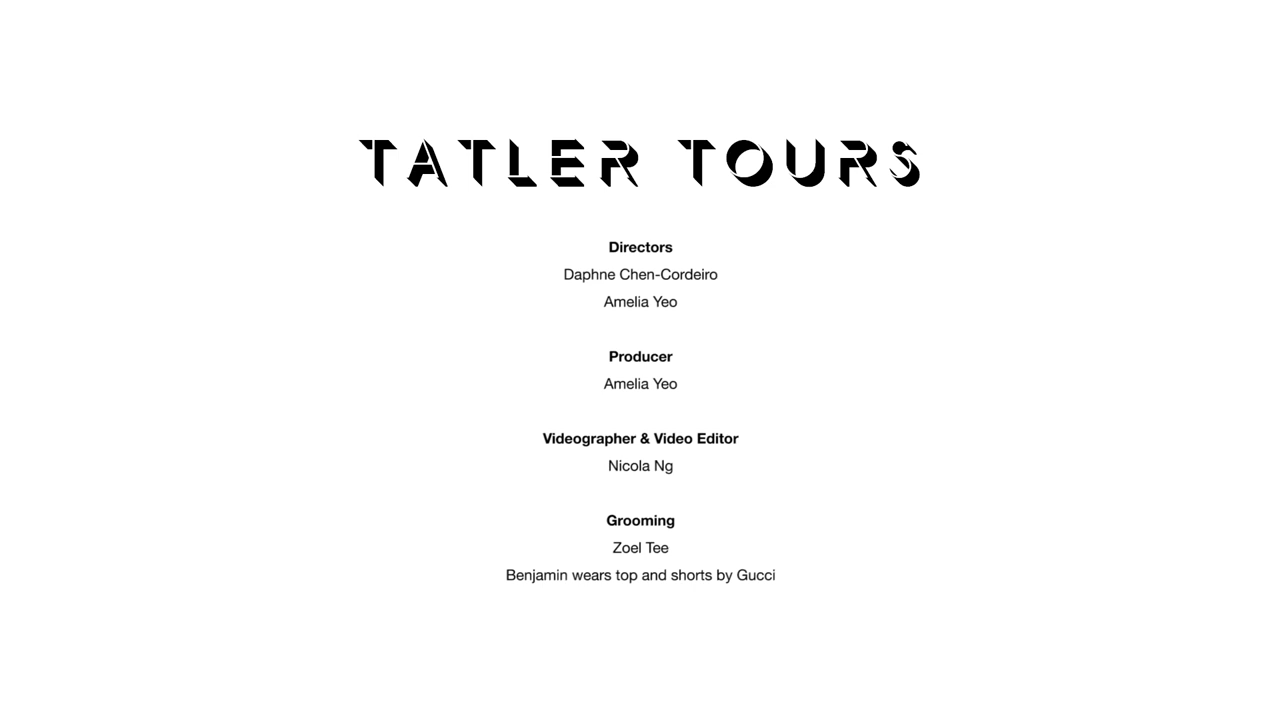 TATLER TOURS
Directors
Daphne Chen-Cordeiro
Amelia Yeo
Producer
Amelia Yeo
Videographer & Video Editor
Nicola Ng
Grooming
Zoel Tee
Benjamin wears top and shorts by Gucci